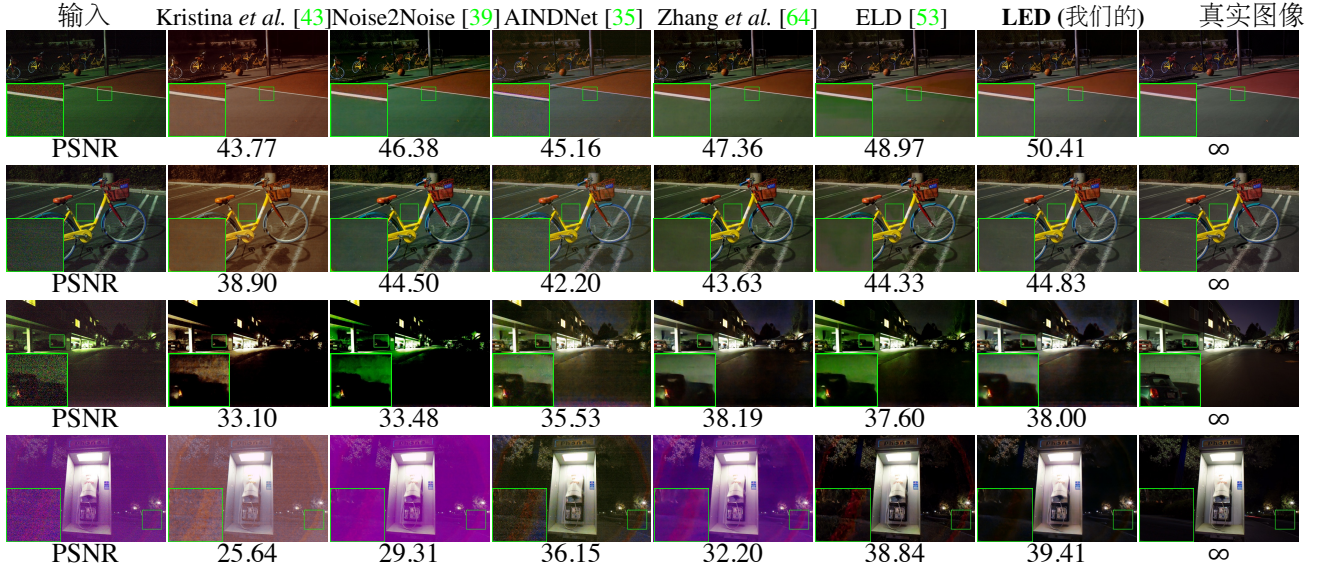 输入 Kristina et al. [43] Noise2Noise [39] AINDNet [35] Zhang et al. [64] ELD [53] LED (我们的) 真实图像
PSNR 43.77 46.38 45.16 47.36 48.97 50.41 ∞
PSNR 38.90 44.50 42.20 43.63 44.33 44.83 ∞
PSNR 33.10 33.48 35.53 38.19 37.60 38.00 ∞
PSNR 25.64 29.31 36.15 32.20 38.84 39.41 ∞